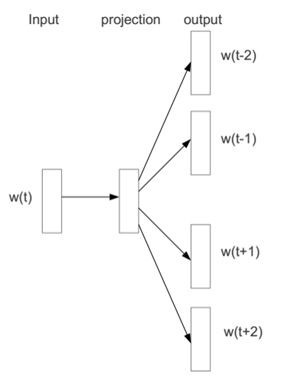 Input projection output
w(t-2)
w(t-1)
w(t)
w(t+1)
w(t+2)